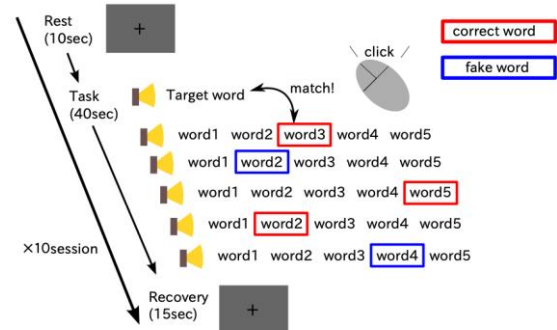 Rest
(10sec)
click
correct word
fake word
Task
(40sec)
Target word
match!
word1 word2 word3 word4 word5
word1 word2 word3 word4 word5
word1 word2 word3 word4 word5
word1 word2 word3 word4 word5
word1 word2 word3 word4 word5
×10session
Recovery
(15sec)